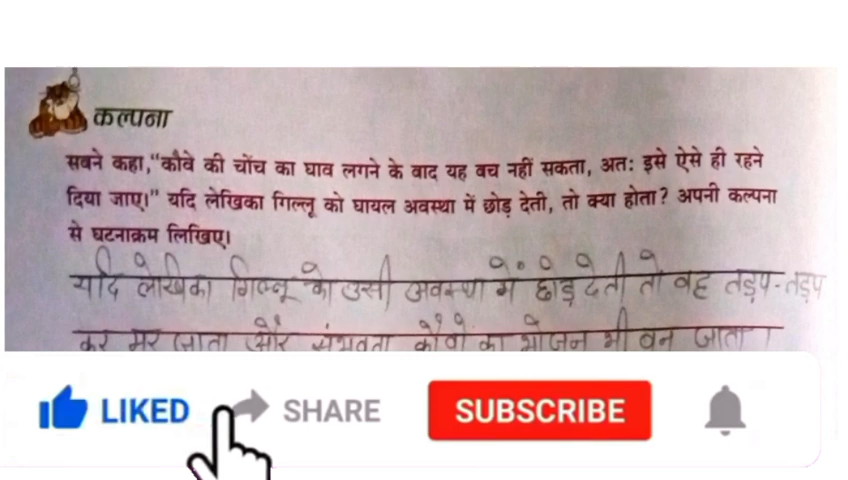 कल्पना
सबने कहा, "कौवे की चोंच का घाव लगने के बाद यह बच नहीं सकता, अतः इसे ऐसे ही रहने
दिया जाए।" यदि लेखिका गिल्लू को घायल अवस्था में छोड़ देती, तो क्या होता? अपनी कल्पना
से घटनाक्रम लिखिए।
यदि लेखिका गिल्लू को उसी अवस्था में छोड़ देती तो वह तड़प-तड़प
कर मर जाता और संभवता कौवों का भोजन भी बन जाता।
LIKED SHARE SUBSCRIBE